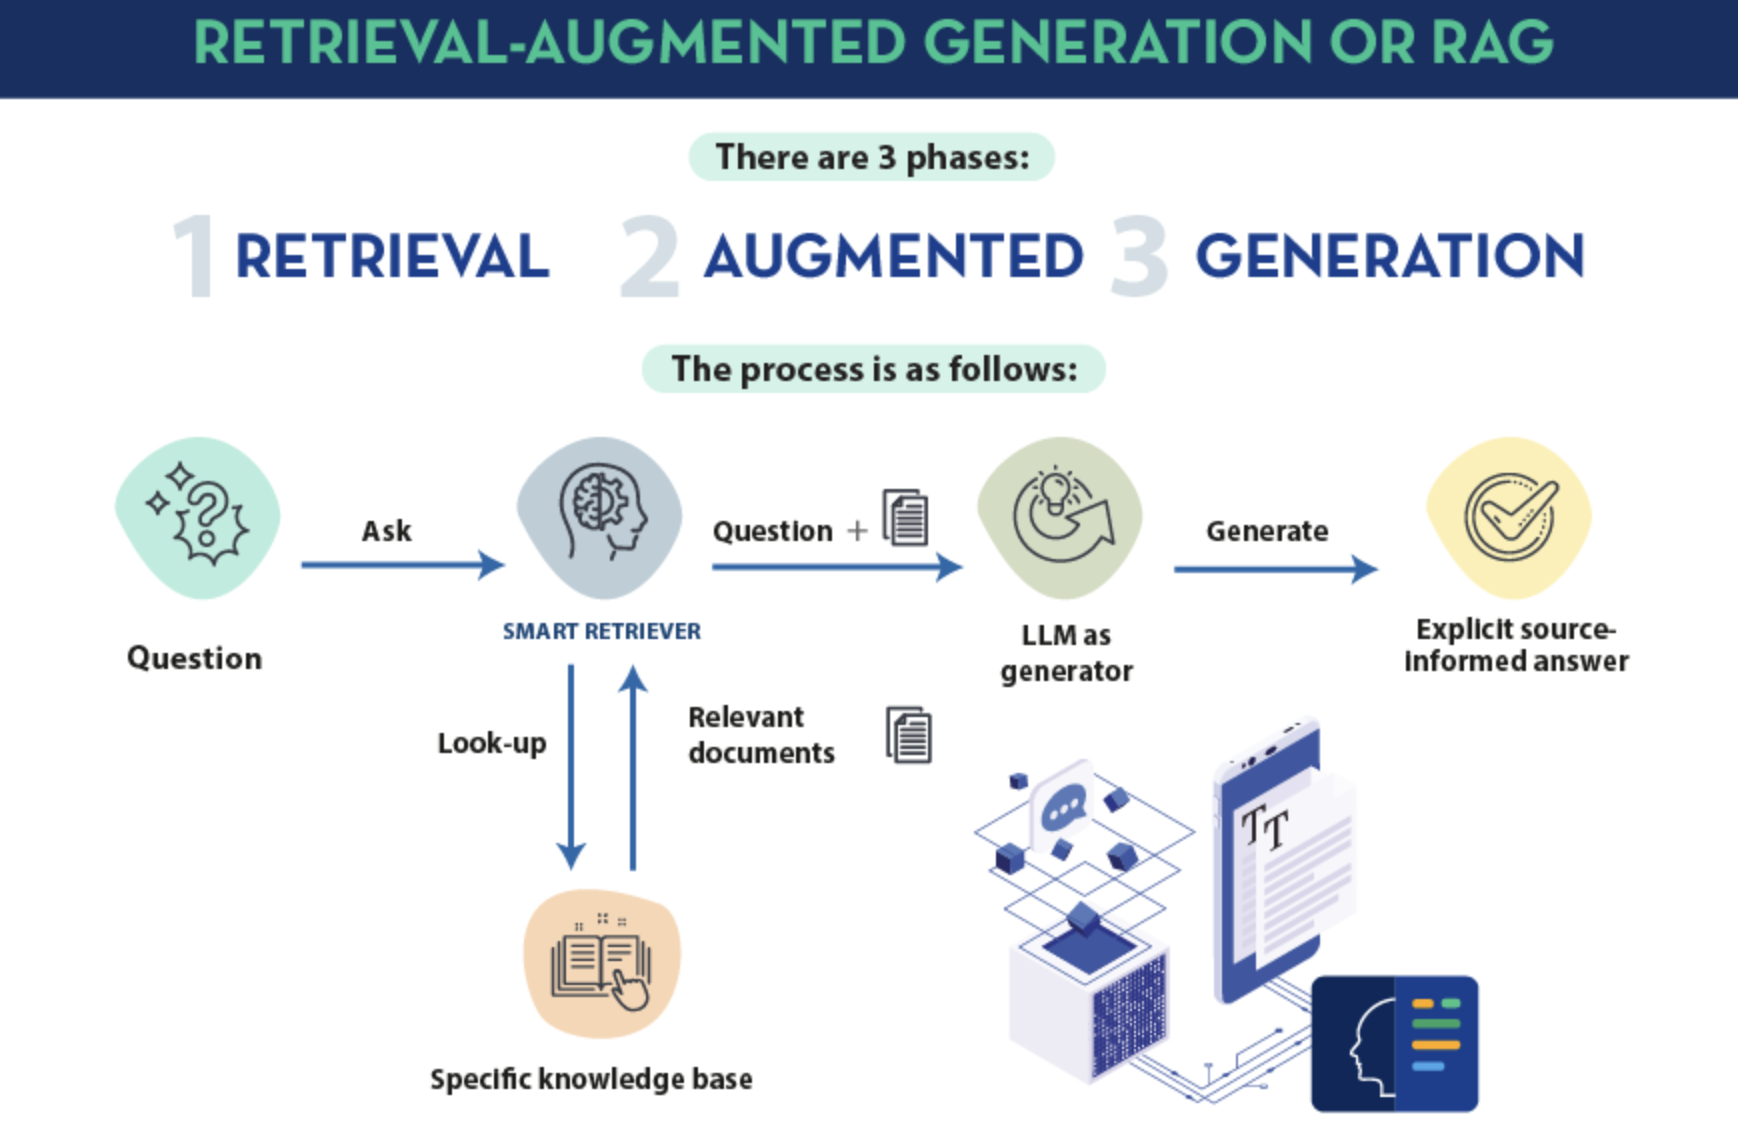 RETRIEVAL-AUGMENTED GENERATION OR RAG
There are 3 phases:
1 RETRIEVAL 2 AUGMENTED 3 GENERATION
The process is as follows:
Ask
Question +
Generate
Question
SMART RETRIEVER
LLM as
generator
Explicit source-
informed answer
Look-up
Relevant
documents
TT
Specific knowledge base